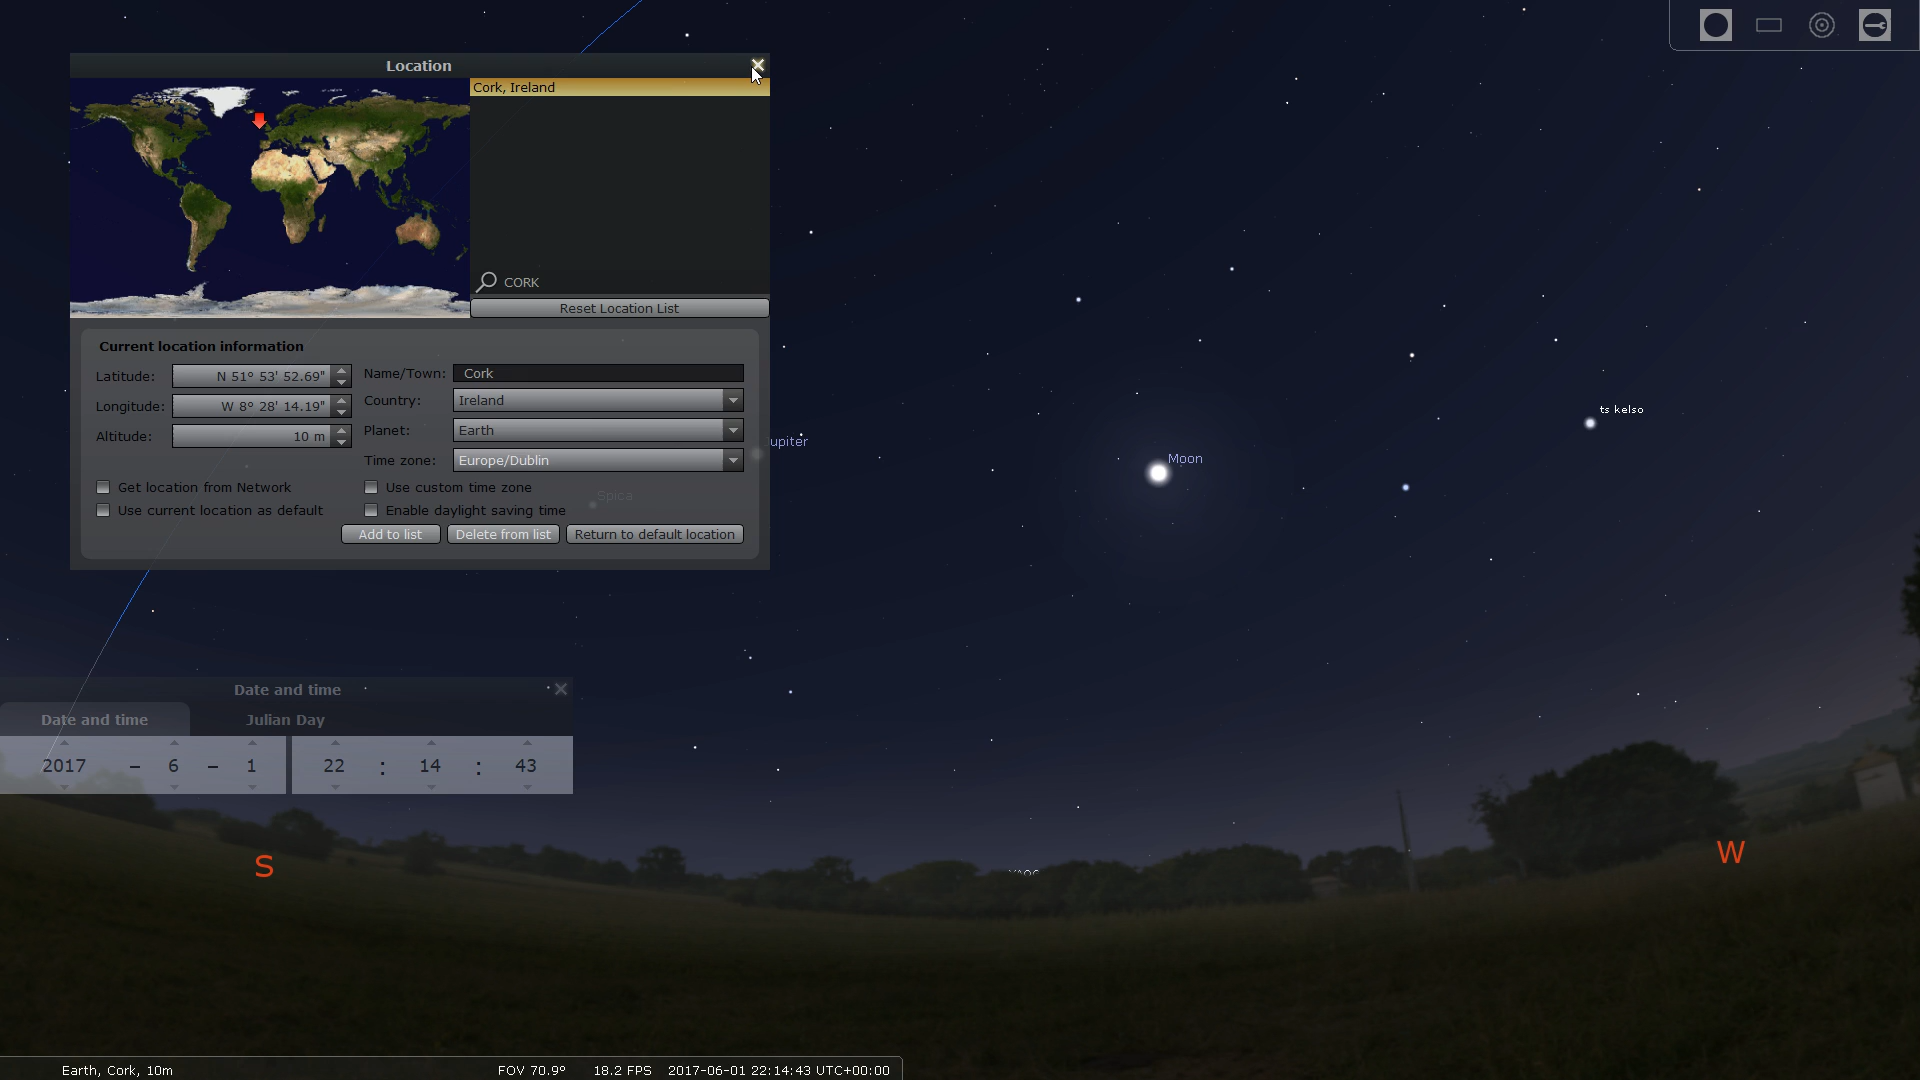 Location
Cork, Ireland
CORK
Reset Location List
Current location information
Latitude: N 51° 53' 52.69"
Longitude: W 8° 28' 14.19"
Altitude: 10 m
Name/Town: Cork
Country: Ireland
Planet: Earth
Time zone: Europe/Dublin
Get location from Network
Use custom time zone
Use current location as default
Enable daylight saving time
Add to list
Delete from list
Return to default location
Spica
upiter
Moon
ts kelso
Date and time
Date and time
Julian Day
2017 – 6 – 1 22 : 14 : 43
S
W
Earth, Cork, 10m FOV 70.9° 18.2 FPS 2017-06-01 22:14:43 UTC+00:00